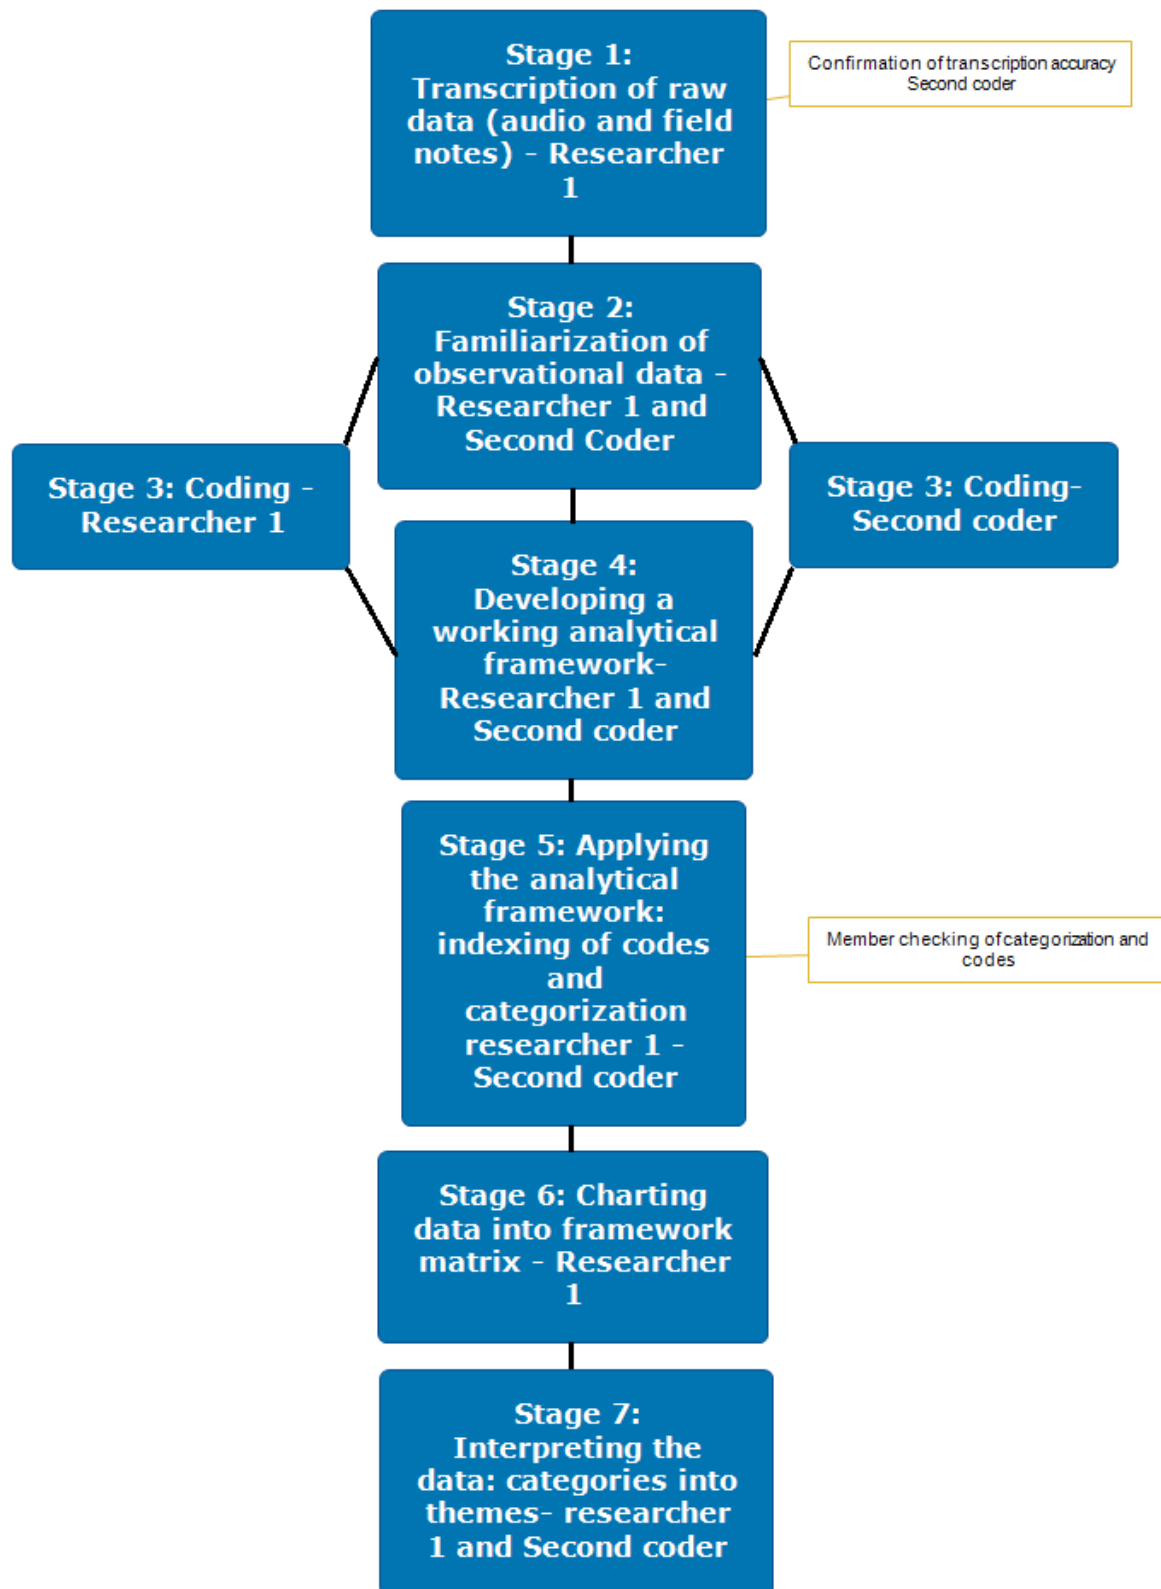 Stage 1:
Transcription of raw
data (audio and field
notes) - Researcher
1
Confirmation of transcription accuracy
Second coder
Stage 2:
Familiarization of
observational data -
Researcher 1 and
Second Coder
Stage 3: Coding -
Researcher 1
Stage 3: Coding-
Second coder
Stage 4:
Developing a
working analytical
framework-
Researcher 1 and
Second coder
Stage 5: Applying
the analytical
framework:
indexing of codes
and
categorization
researcher 1 -
Second coder
Member checking of categorization and
codes
Stage 6: Charting
data into framework
matrix - Researcher
1
Stage 7:
Interpreting the
data: categories into
themes- researcher
1 and Second coder